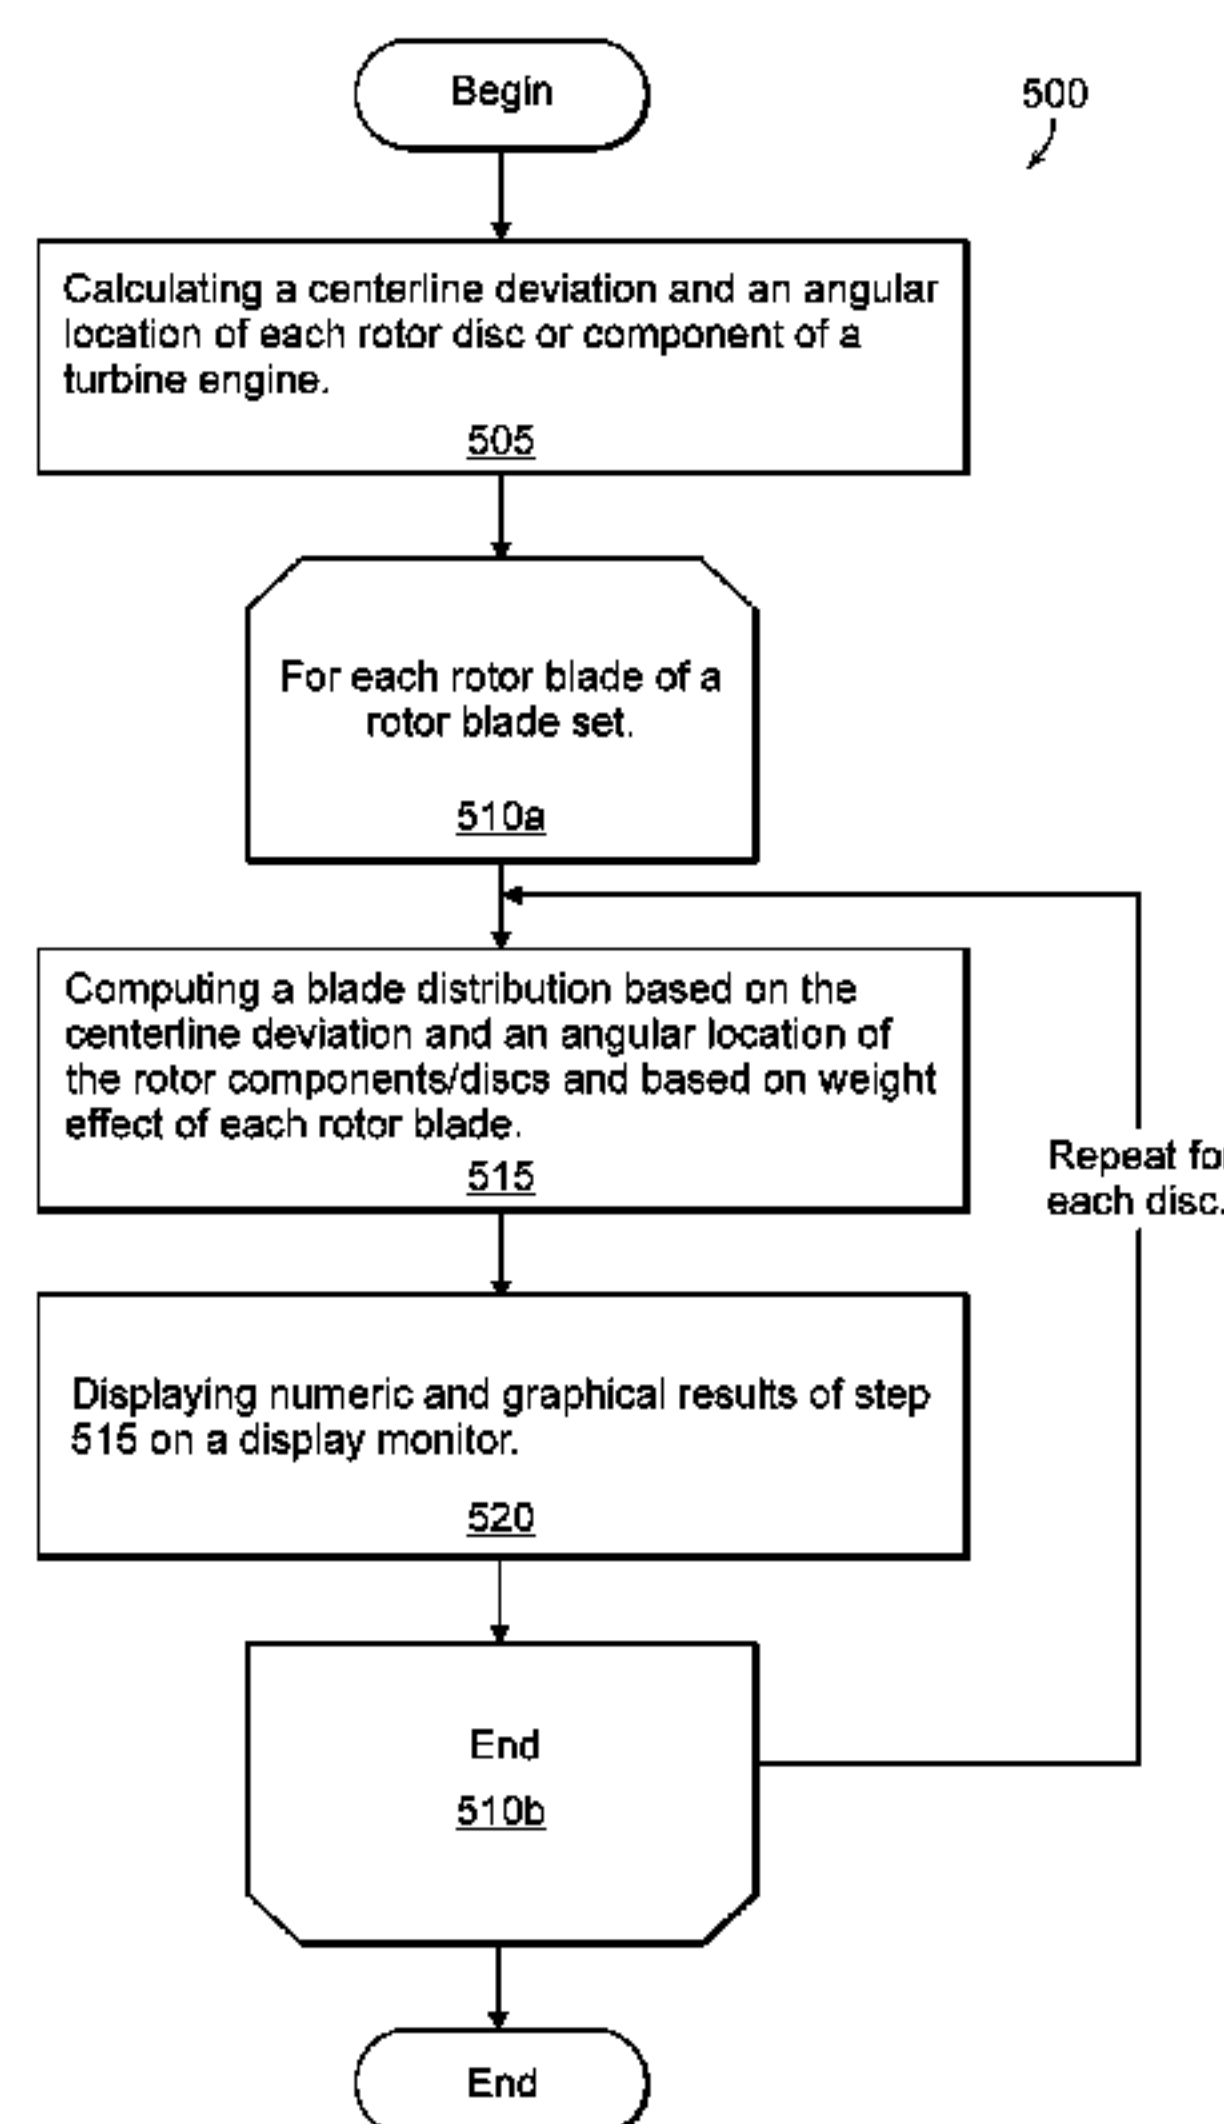 Begin
500
Calculating a centerline deviation and an angular
location of each rotor disc or component of a
turbine engine.
505
For each rotor blade of a
rotor blade set.
510a
Computing a blade distribution based on the
centerline deviation and an angular location of
the rotor components/discs and based on weight
effect of each rotor blade.
515
Repeat for
each disc.
Displaying numeric and graphical results of step
515 on a display monitor.
520
End
510b
End